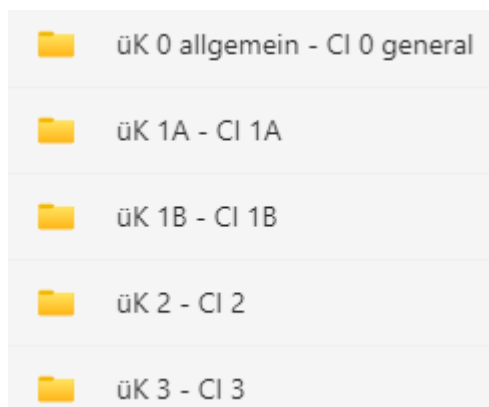 üK 0 allgemein - CI 0 general
üK 1A - CI 1A
üK 1B - CI 1B
üK 2 - CI 2
üK 3 - CI 3